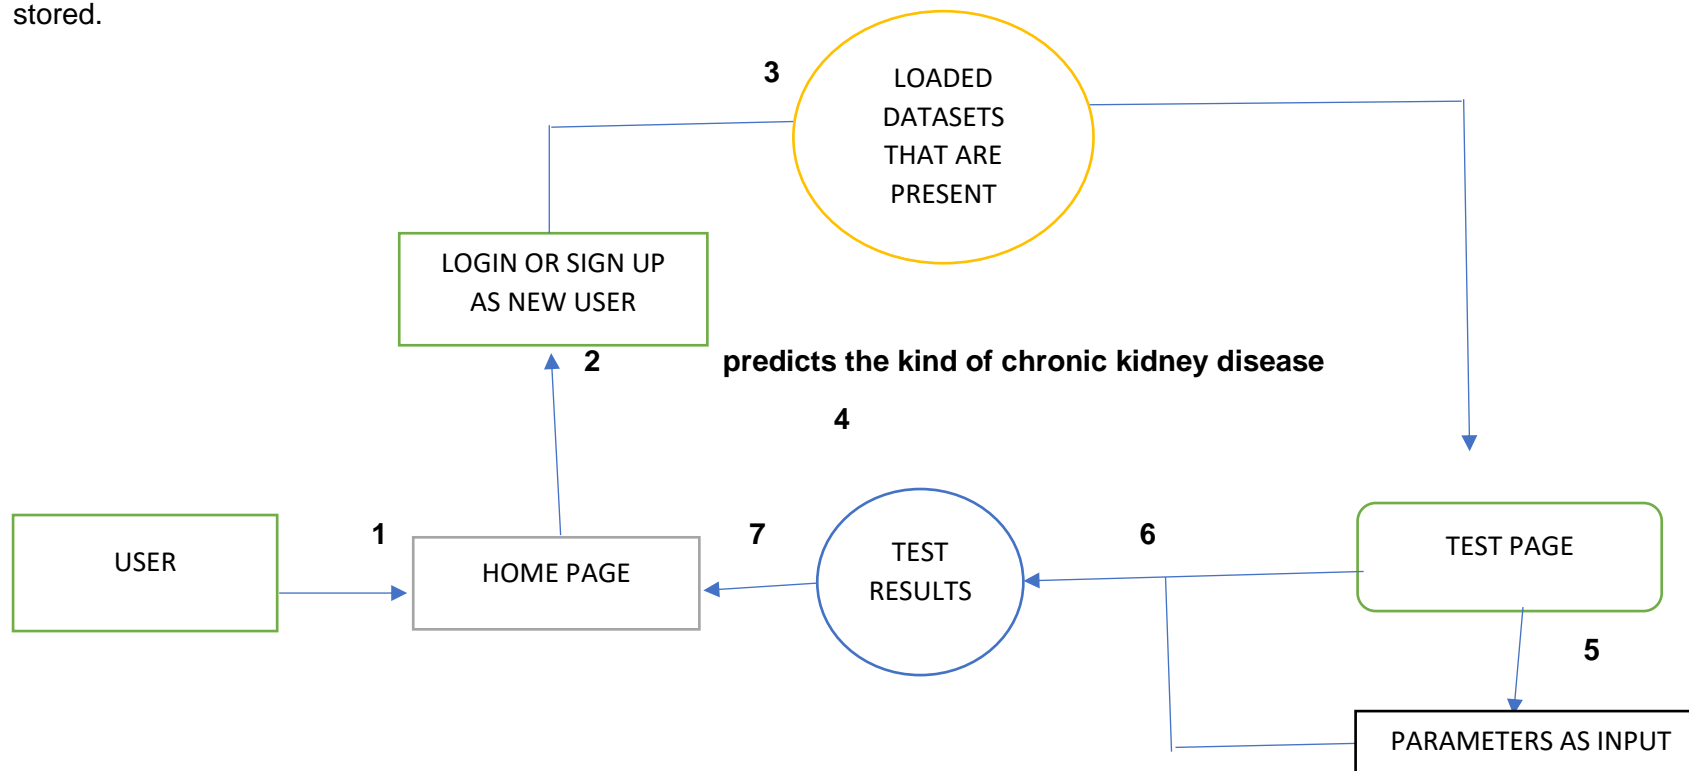 stored.
3
LOADED
DATASETS
THAT ARE
PRESENT
LOGIN OR SIGN UP
AS NEW USER
2
predicts the kind of chronic kidney disease
4
USER
1
HOME PAGE
7
TEST
RESULTS
6
TEST PAGE
5
PARAMETERS AS INPUT